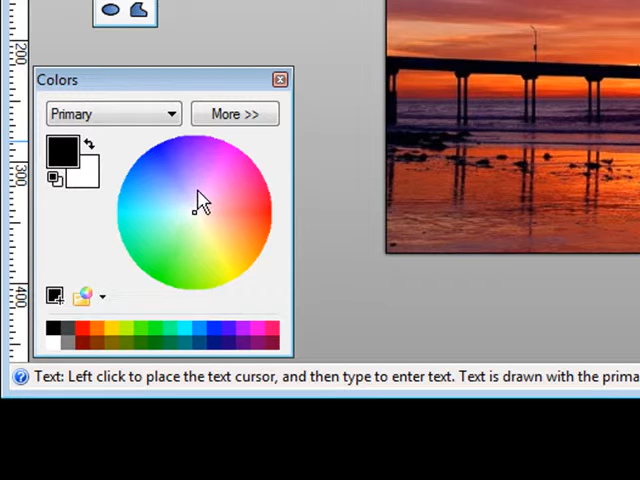 200
Colors
Primary
More >>
300
400
Text: Left click to place the text cursor, and then type to enter text. Text is drawn with the prima